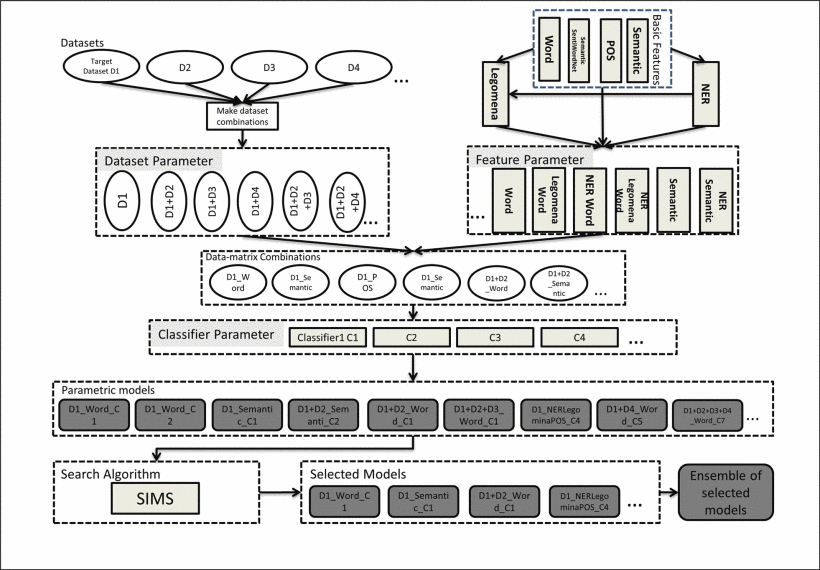 Datasets
Target
Dataset D1
D2
D3
D4
...
Make dataset
combinations
Word
Semantic
SentiWordNet
POS
Semantic
Basic Features
Legomena
NER
Dataset Parameter
D1
D1+D2
D1+D3
D1+D4
D1+D2
+D3
D1+D2
+D4
...
Feature Parameter
...
Word
Legomena
Word
NER Word
NER
Legomena
Word
Semantic
NER
Semantic
Data-matrix Combinations
D1_W
ord
D1_Se
mantic
D1_P
OS
D1_Se
mantic
D1+D2
_Word
D1+D2
_Sema
ntic
...
Classifier Parameter
Classifier1 C1
C2
C3
C4
...
Parametric models
D1_Word_C
1
D1_Word_C
2
D1_Semanti
c_C1
D1+D2_Sem
anti_C2
D1+D2_Wor
d_C1
D1+D2+D3_
Word_C1
D1_NERLego
minaPOS_C4
D1+D4_Wor
d_C5
D1+D2+D3+D4
_Word_C7
...
Search Algorithm
SIMS
Selected Models
D1_Word_C
1
D1_Semanti
c_C1
D1+D2_Wor
d_C1
D1_NERLego
minaPOS_C4
...
Ensemble of
selected
models